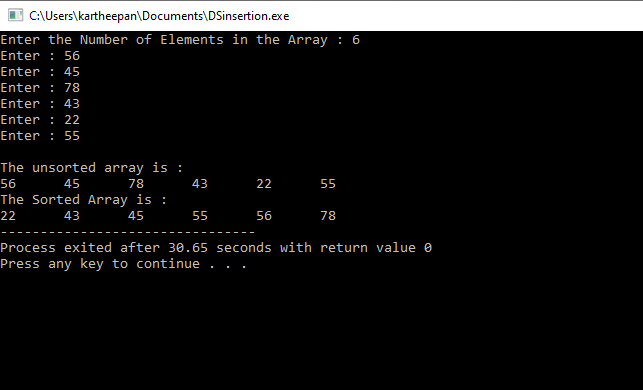 C:\Users\kartheepan\Documents\DSinsertion.exe
Enter the Number of Elements in the Array : 6
Enter : 56
Enter : 45
Enter : 78
Enter : 43
Enter : 22
Enter : 55
The unsorted array is :
56 45 78 43 22 55
The Sorted Array is :
22 43 45 55 56 78
--------------------------------
Process exited after 30.65 seconds with return value 0
Press any key to continue . . .